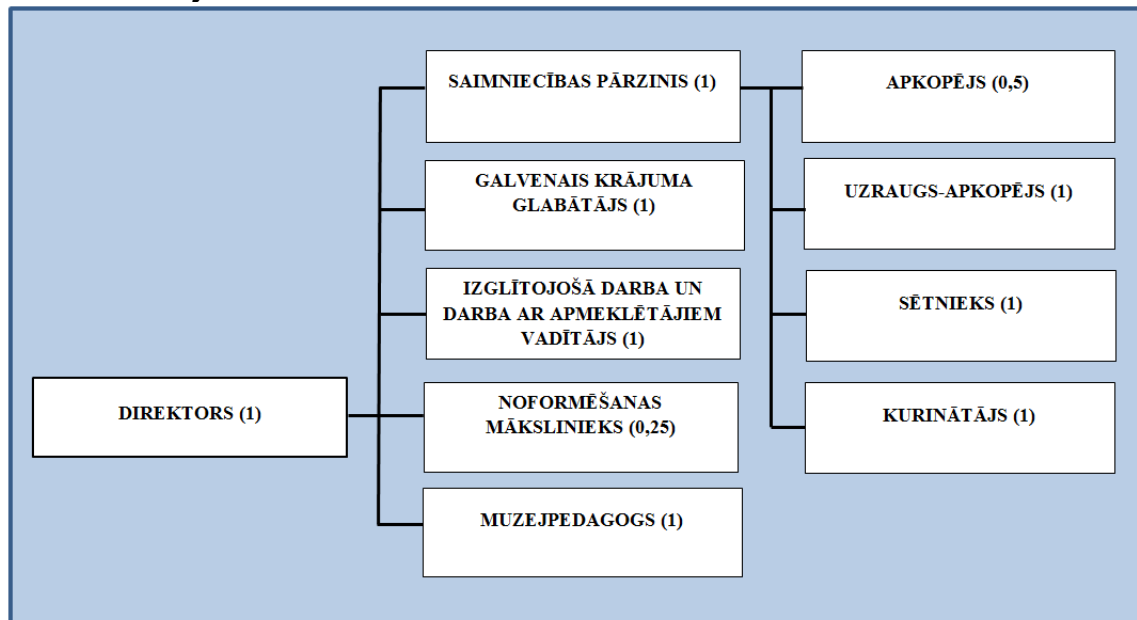 SAIMNIECĪBAS PĀRZINIS (1)
APKOPĒJS (0,5)
GALVENAIS KRĀJUMA
GLABĀTĀJS (1)
UZRAUGS-APKOPĒJS (1)
IZGLĪTOJOŠĀ DARBA UN
DARBA AR APMEKLĒTĀJIEM
VADĪTĀJS (1)
SĒTNIEKS (1)
DIREKTORS (1)
NOFORMĒŠANAS
MĀKSLINIEKS (0,25)
KURINĀTĀJS (1)
MUZEJPEDAGOGS (1)